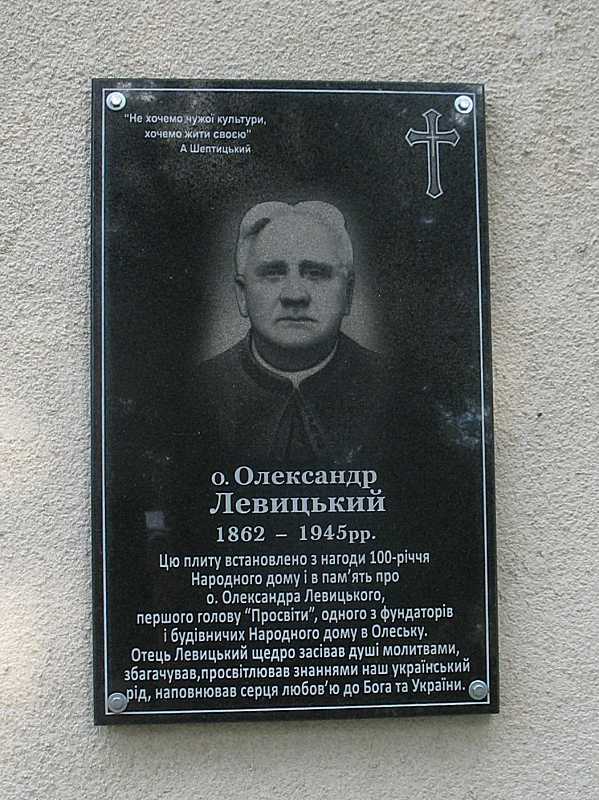 "Не хочемо чужої культури,
хочемо жити своєю"
А Шептицький
о. Олександр
Левицький
1862 – 1945рр.
Цю плиту встановлено з нагоди 100-річчя
Народного дому і в пам'ять про
о. Олександра Левицького,
першого голову "Просвіти", одного з фундаторів
і будівничих Народного дому в Олеську.
Отець Левицький щедро засівав душі молитвами,
збагачував,просвітлював знаннями наш український
рід, наповнював серця любов'ю до Бога та України.